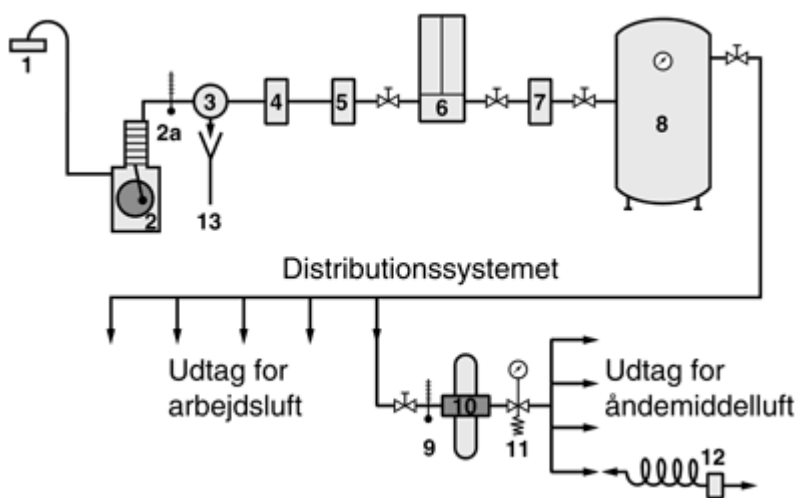 1
2
2a
3
4
5
6
7
8
13
Distributionssystemet
Udtag for
arbejdsluft
9
10
11
Udtag for
åndemiddelluft
12